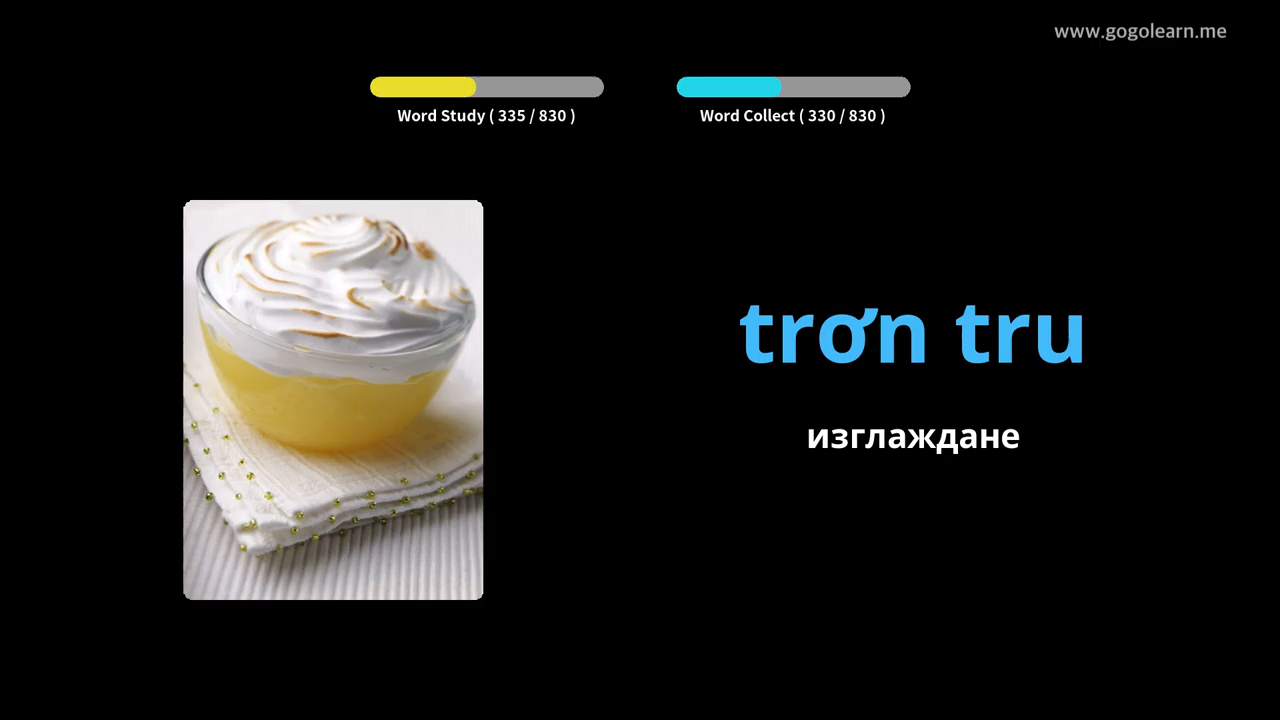 www.gogolearn.me
Word Study ( 335 / 830 )
Word Collect ( 330 / 830 )
trơn tru
изглаждане